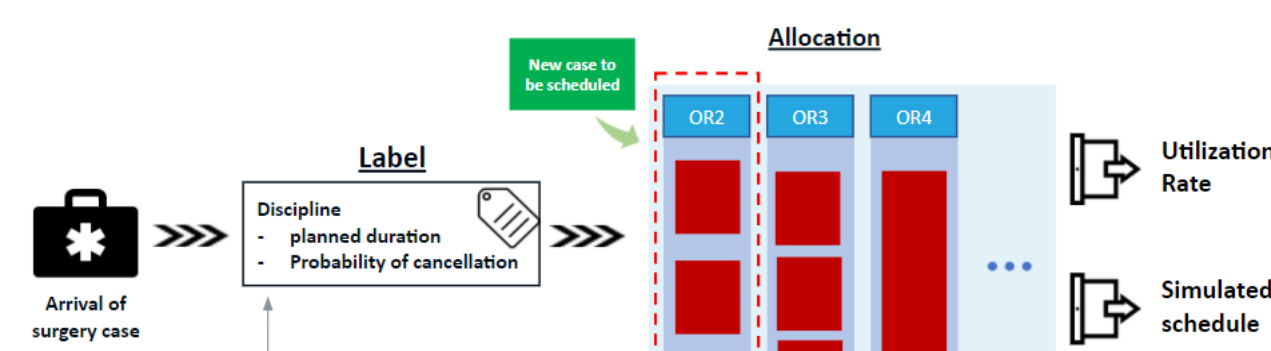 Allocation
New case to
be scheduled
OR2
OR3
OR4
Label
Utilization
Rate
Discipline
- planned duration
- Probability of cancellation
Arrival of
surgery case
Simulated
schedule